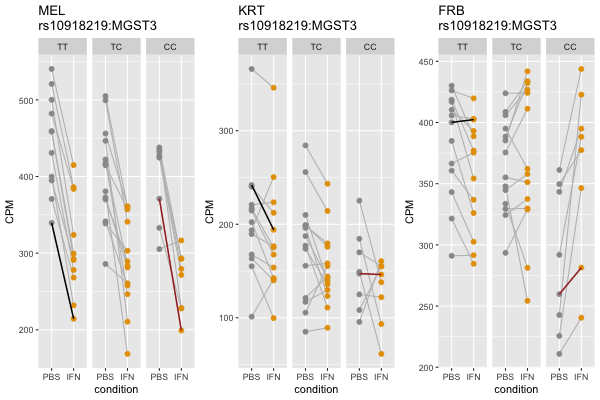 MEL
rs10918219:MGST3
TT TC CC
CPM
500
400
300
200
PBS IFN PBS IFN PBS IFN
condition
KRT
rs10918219:MGST3
TT TC CC
CPM
300
200
100
PBS IFN PBS IFN PBS IFN
condition
FRB
rs10918219:MGST3
TT TC CC
CPM
450
400
350
300
250
200
PBS IFN PBS IFN PBS IFN
condition